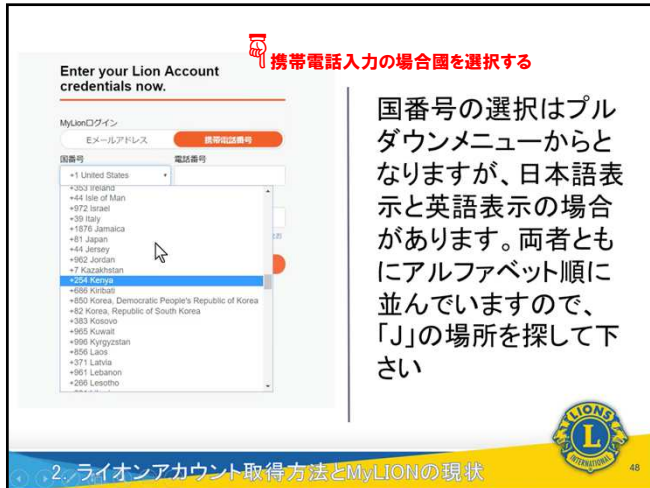 携帯電話入力の場合國を選択する
Enter your Lion Account
credentials now.
MyLionログイン
Eメールアドレス
携帯電話番号
国番号
電話番号
+1 United States
+353 Ireland
+44 Isle of Man
+972 Israel
+39 Italy
+1876 Jamaica
+81 Japan
+44 Jersey
+962 Jordan
+7 Kazakhstan
+254 Kenya
+686 Kiribati
+850 Korea, Democratic People's Republic of Korea
+82 Korea, Republic of South Korea
+383 Kosovo
+965 Kuwait
+996 Kyrgyzstan
+856 Laos
+371 Latvia
+961 Lebanon
+266 Lesotho
国番号の選択はプル
ダウンメニューからと
なりますが、日本語表
示と英語表示の場合
があります。両者とも
にアルファベット順に
並んでいますので、
「J」の場所を探して下
さい
LIONS
L
INTERNATIONAL
2. ライオンアカウント取得方法とMyLIONの現状
48